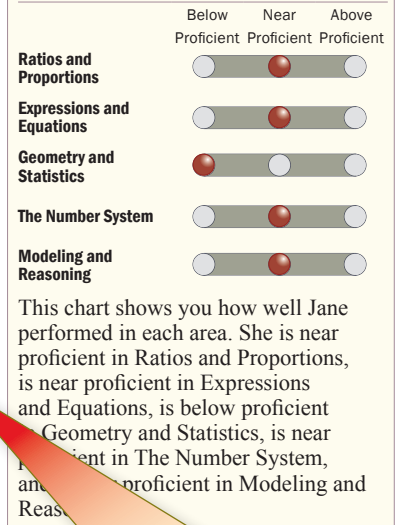 Below Near Above
Proficient Proficient Proficient
Ratios and
Proportions
Expressions and
Equations
Geometry and
Statistics
The Number System
Modeling and
Reasoning
This chart shows you how well Jane
performed in each area. She is near
proficient in Ratios and Proportions,
is near proficient in Expressions
and Equations, is below proficient
Geometry and Statistics, is near
in The Number System,
proficient in Modeling and